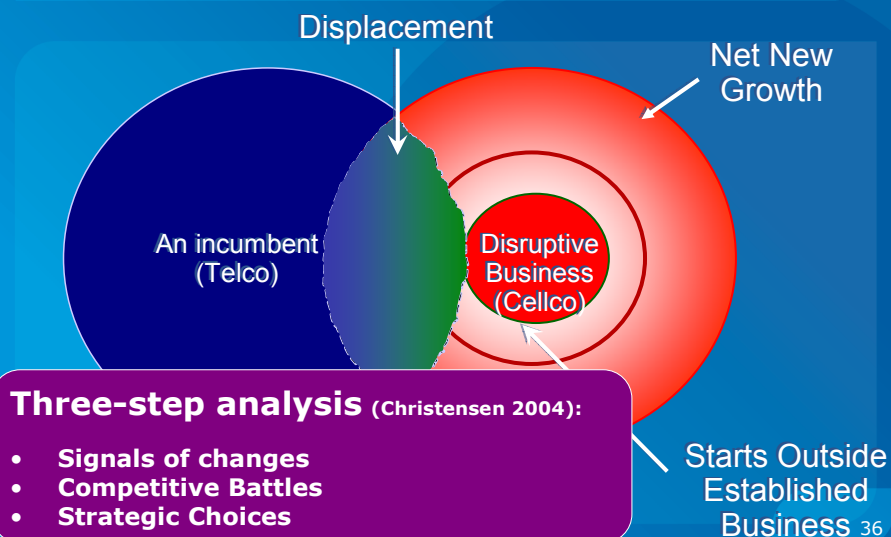 Displacement
Net New
Growth
An incumbent
(Telco)
Disruptive
Business
(Cellco)
Three-step analysis (Christensen 2004):
• Signals of changes
• Competitive Battles
• Strategic Choices
Starts Outside
Established
Business 36